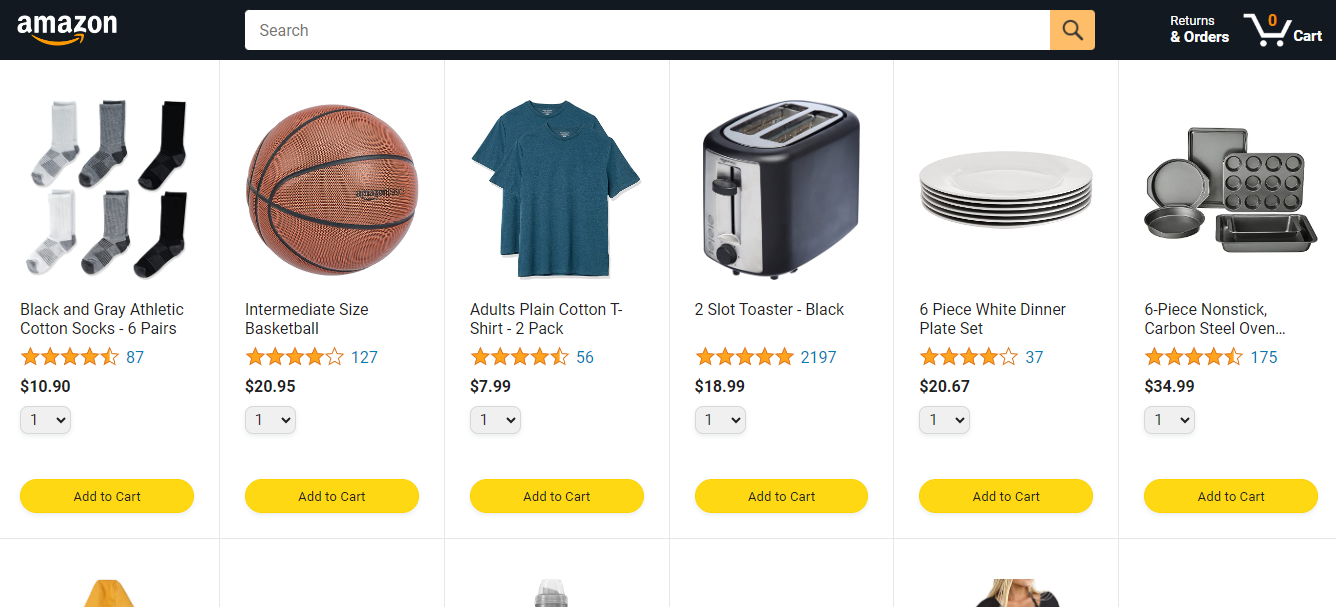 amazon
Search
Returns
& Orders
0
Cart
Black and Gray Athletic
Cotton Socks - 6 Pairs
87
$10.90
1
Add to Cart
amazon
Intermediate Size
Basketball
127
$20.95
1
Add to Cart
Adults Plain Cotton T-
Shirt - 2 Pack
56
$7.99
1
Add to Cart
2 Slot Toaster - Black
2197
$18.99
1
Add to Cart
6 Piece White Dinner
Plate Set
37
$20.67
1
Add to Cart
6-Piece Nonstick,
Carbon Steel Oven...
175
$34.99
1
Add to Cart